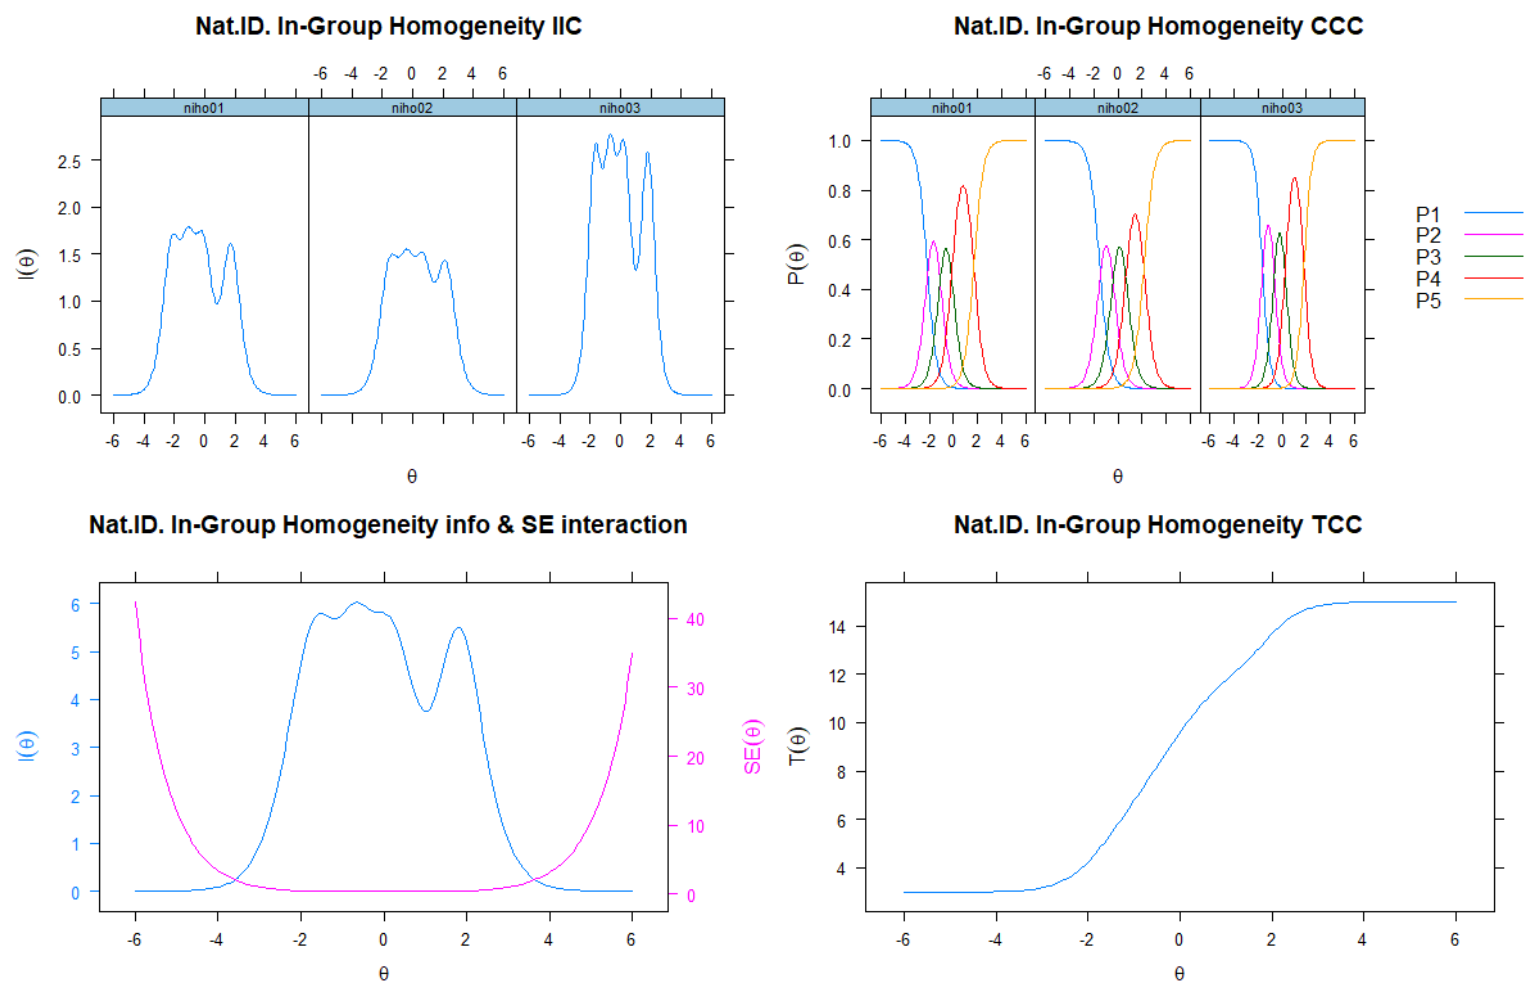 Nat.ID. In-Group Homogeneity IIC
-6 -4 -2 0 2 4 6
niho01 niho02 niho03
2.5
2.0
1.5
1.0
0.5
0.0
I(θ)
-6 -4 -2 0 2 4 6 -6 -4 -2 0 2 4 6
θ
Nat.ID. In-Group Homogeneity CCC
-6 -4 -2 0 2 4 6
niho01 niho02 niho03
1.0
0.8
0.6
0.4
0.2
0.0
P(θ)
-6 -4 -2 0 2 4 6 -6 -4 -2 0 2 4 6
θ
P1
P2
P3
P4
P5
Nat.ID. In-Group Homogeneity info & SE interaction
6
5
4
3
2
1
0
I(θ)
40
30
20
10
0
SE(θ)
-6 -4 -2 0 2 4 6
θ
Nat.ID. In-Group Homogeneity TCC
14
12
10
8
6
4
T(θ)
-6 -4 -2 0 2 4 6
θ